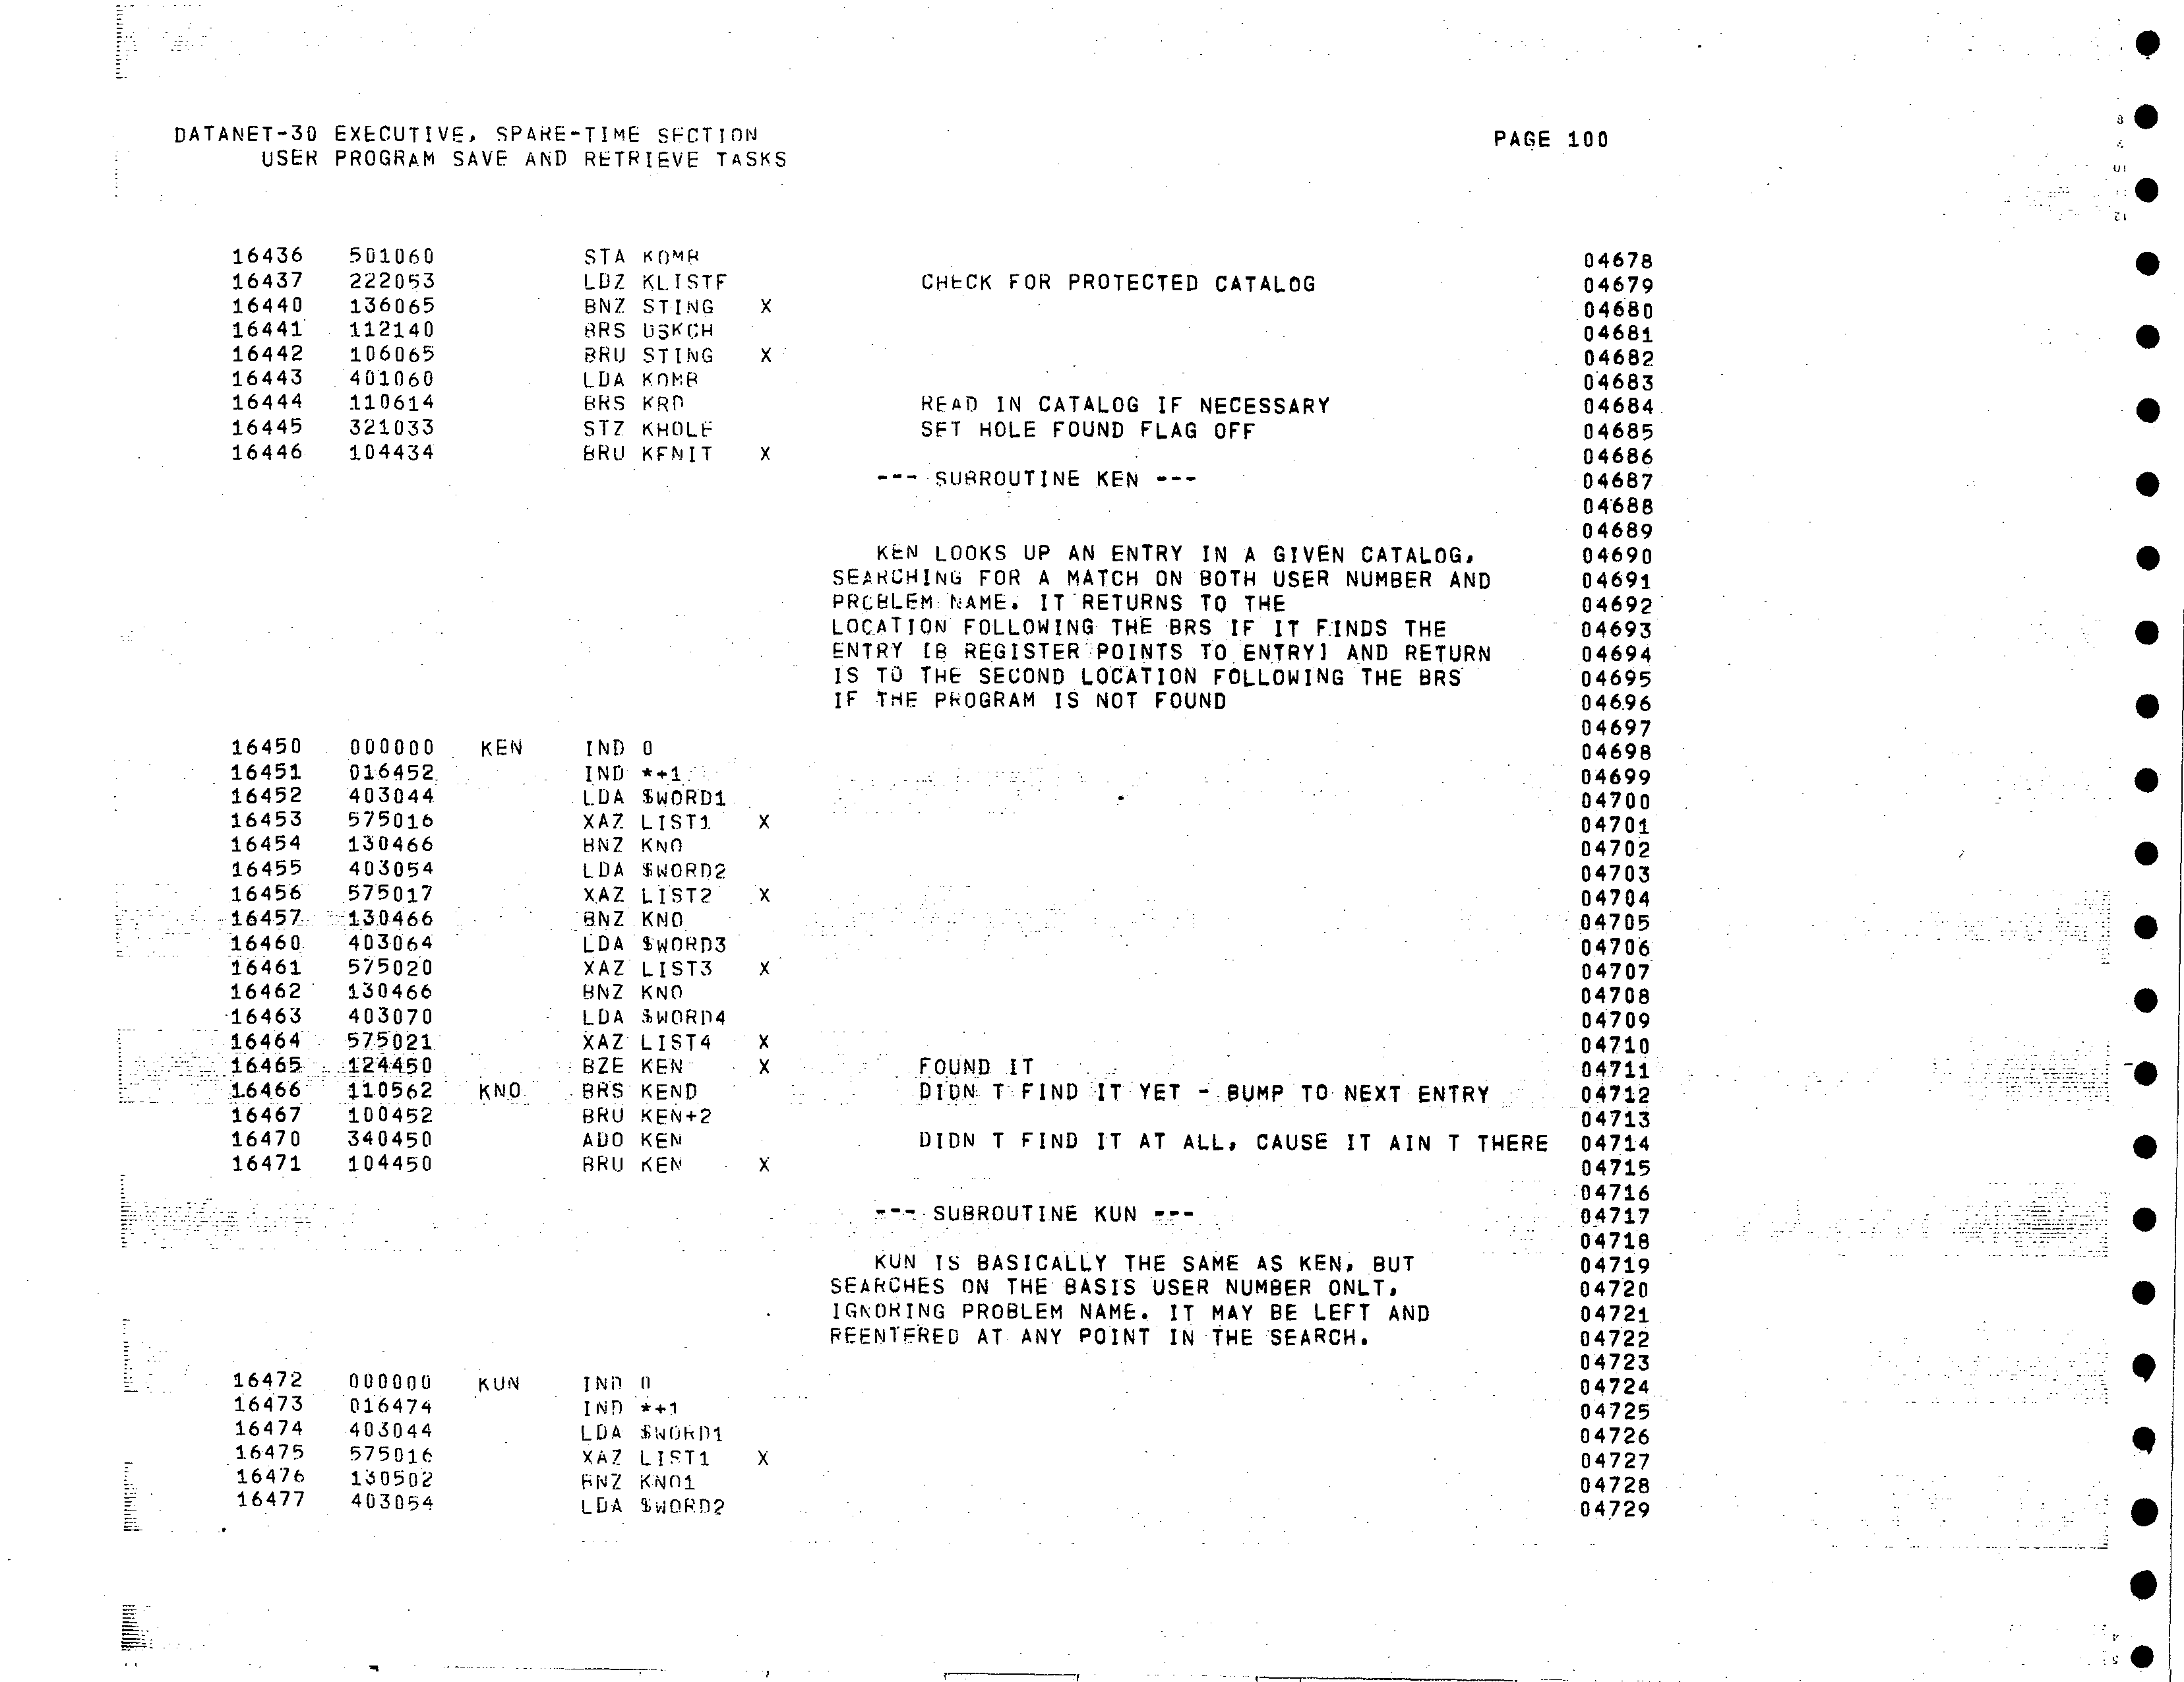 DATANET-30 EXECUTIVE, SPARE-TIME SECTION PAGE 100
USER PROGRAM SAVE AND RETRIEVE TASKS
16436 501060 STA KOMB 04678
16437 222053 LDZ KLISTF CHECK FOR PROTECTED CATALOG 04679
16440 136065 BNZ STING X 04680
16441 112140 BRS DSKCH 04681
16442 106065 BRU STING X 04682
16443 401060 LDA KOMB 04683
16444 110614 BRS KRD READ IN CATALOG IF NECESSARY 04684
16445 321033 STZ KHOLE SET HOLE FOUND FLAG OFF 04685
16446 104434 BRU KENIT X 04686
--- SUBROUTINE KEN --- 04687
04688
04689
KEN LOOKS UP AN ENTRY IN A GIVEN CATALOG, 04690
SEARCHING FOR A MATCH ON BOTH USER NUMBER AND 04691
PROBLEM NAME. IT RETURNS TO THE 04692
LOCATION FOLLOWING THE BRS IF IT FINDS THE 04693
ENTRY [B REGISTER POINTS TO ENTRY] AND RETURN 04694
IS TO THE SECOND LOCATION FOLLOWING THE BRS 04695
IF THE PROGRAM IS NOT FOUND 04696
04697
16450 000000 KEN IND 0 04698
16451 016452 IND *+1 04699
16452 403044 LDA $WORD1 04700
16453 575016 XAZ LIST1 X 04701
16454 130466 BNZ KNO 04702
16455 403054 LDA $WORD2 04703
16456 575017 XAZ LIST2 X 04704
16457 130466 BNZ KNO 04705
16460 403064 LDA $WORD3 04706
16461 575020 XAZ LIST3 X 04707
16462 130466 BNZ KNO 04708
16463 403070 LDA $WORD4 04709
16464 575021 XAZ LIST4 X 04710
16465 124450 BZE KEN X FOUND IT 04711
16466 110562 KNO BRS KEND DIDN T FIND IT YET - BUMP TO NEXT ENTRY 04712
16467 100452 BRU KEN+2 04713
16470 340450 ADO KEN DIDN T FIND IT AT ALL, CAUSE IT AIN T THERE 04714
16471 104450 BRU KEN X 04715
04716
--- SUBROUTINE KUN --- 04717
04718
KUN IS BASICALLY THE SAME AS KEN, BUT 04719
SEARCHES ON THE BASIS USER NUMBER ONLT, 04720
IGNORING PROBLEM NAME. IT MAY BE LEFT AND 04721
REENTERED AT ANY POINT IN THE SEARCH. 04722
04723
16472 000000 KUN IND 0 04724
16473 016474 IND *+1 04725
16474 403044 LDA $WORD1 04726
16475 575016 XAZ LIST1 X 04727
16476 130502 BNZ KNO1 04728
16477 403054 LDA $WORD2 04729